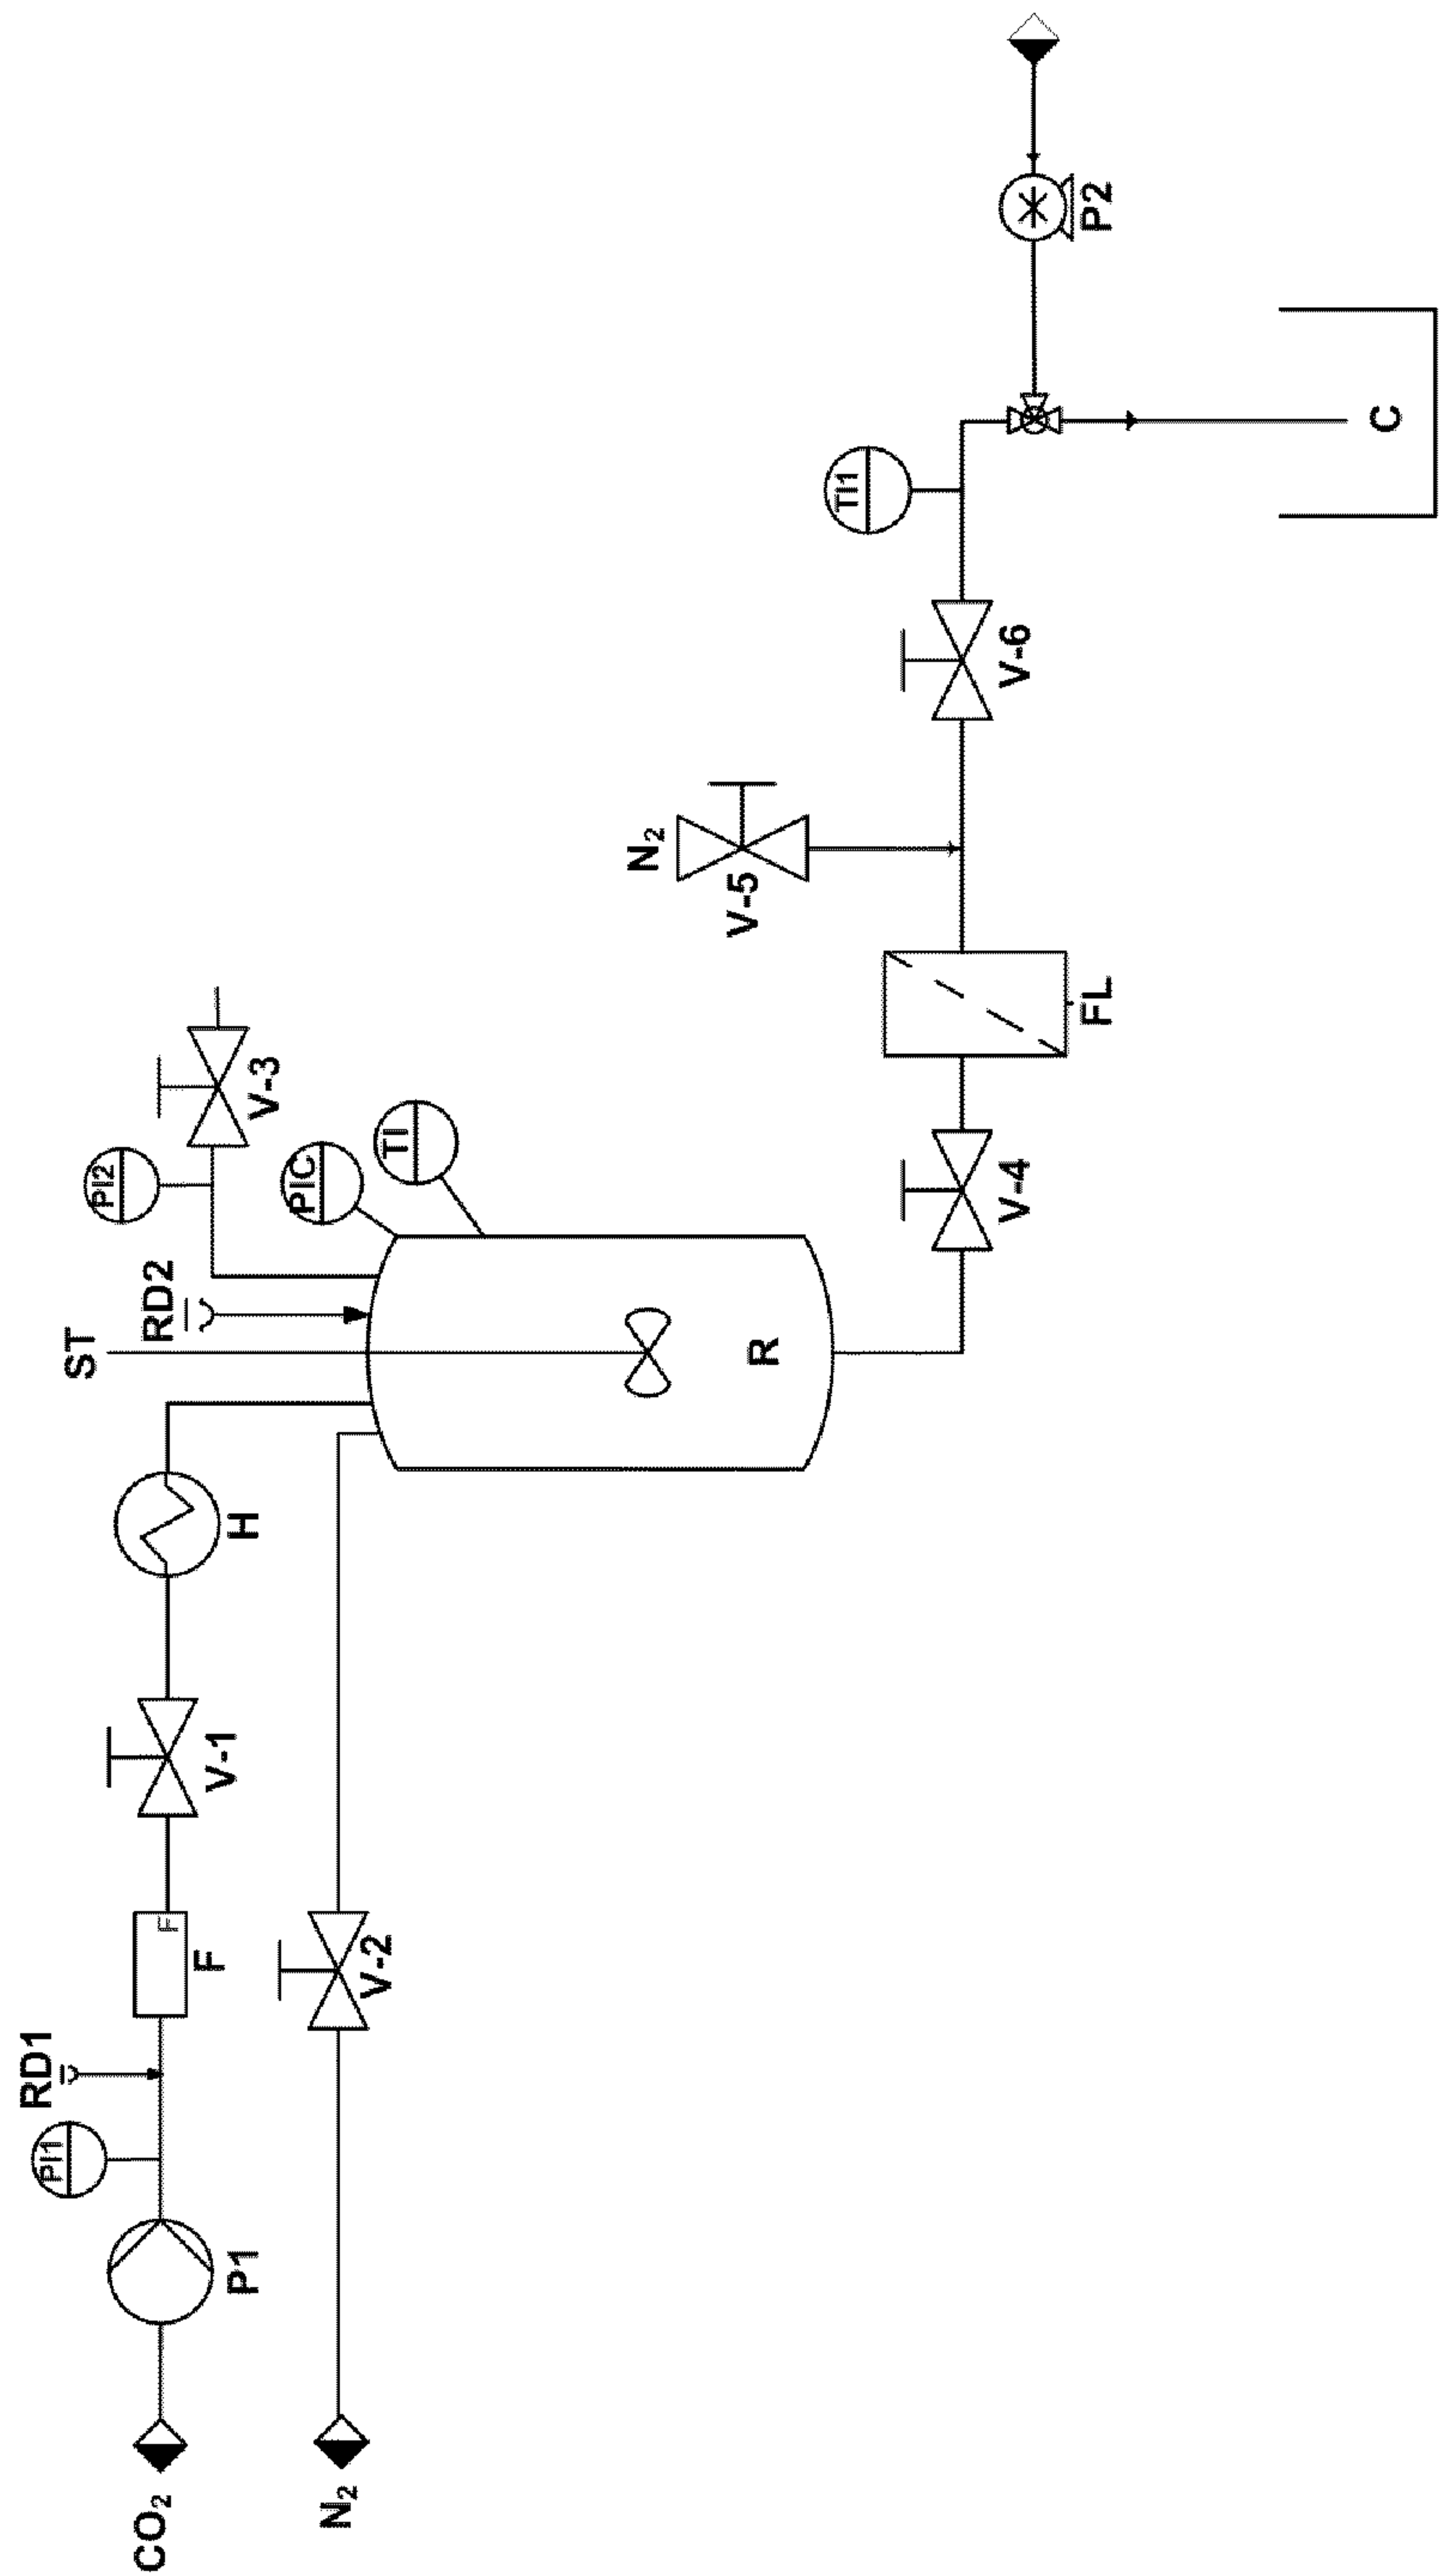 CO₂
P1
PI1
RD1
F
F
V-1
H
N₂
V-2
ST
RD2
PI2
V-3
PIC
TI
R
V-4
FL
N₂
V-5
V-6
TI1
P2
C